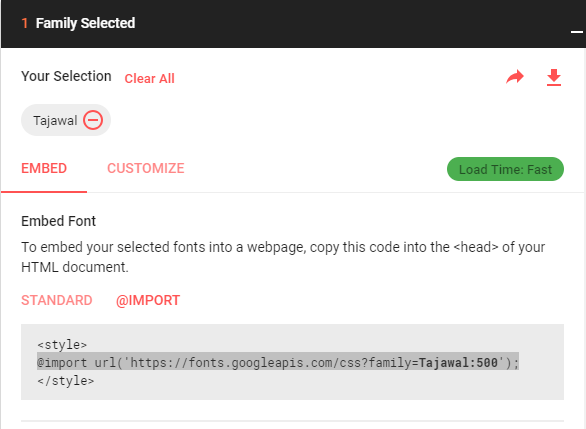 1 Family Selected
Your Selection Clear All
Tajawal
EMBED CUSTOMIZE Load Time: Fast
Embed Font
To embed your selected fonts into a webpage, copy this code into the <head> of your
HTML document.
STANDARD @IMPORT
<style>
@import url('https://fonts.googleapis.com/css?family=Tajawal:500');
</style>